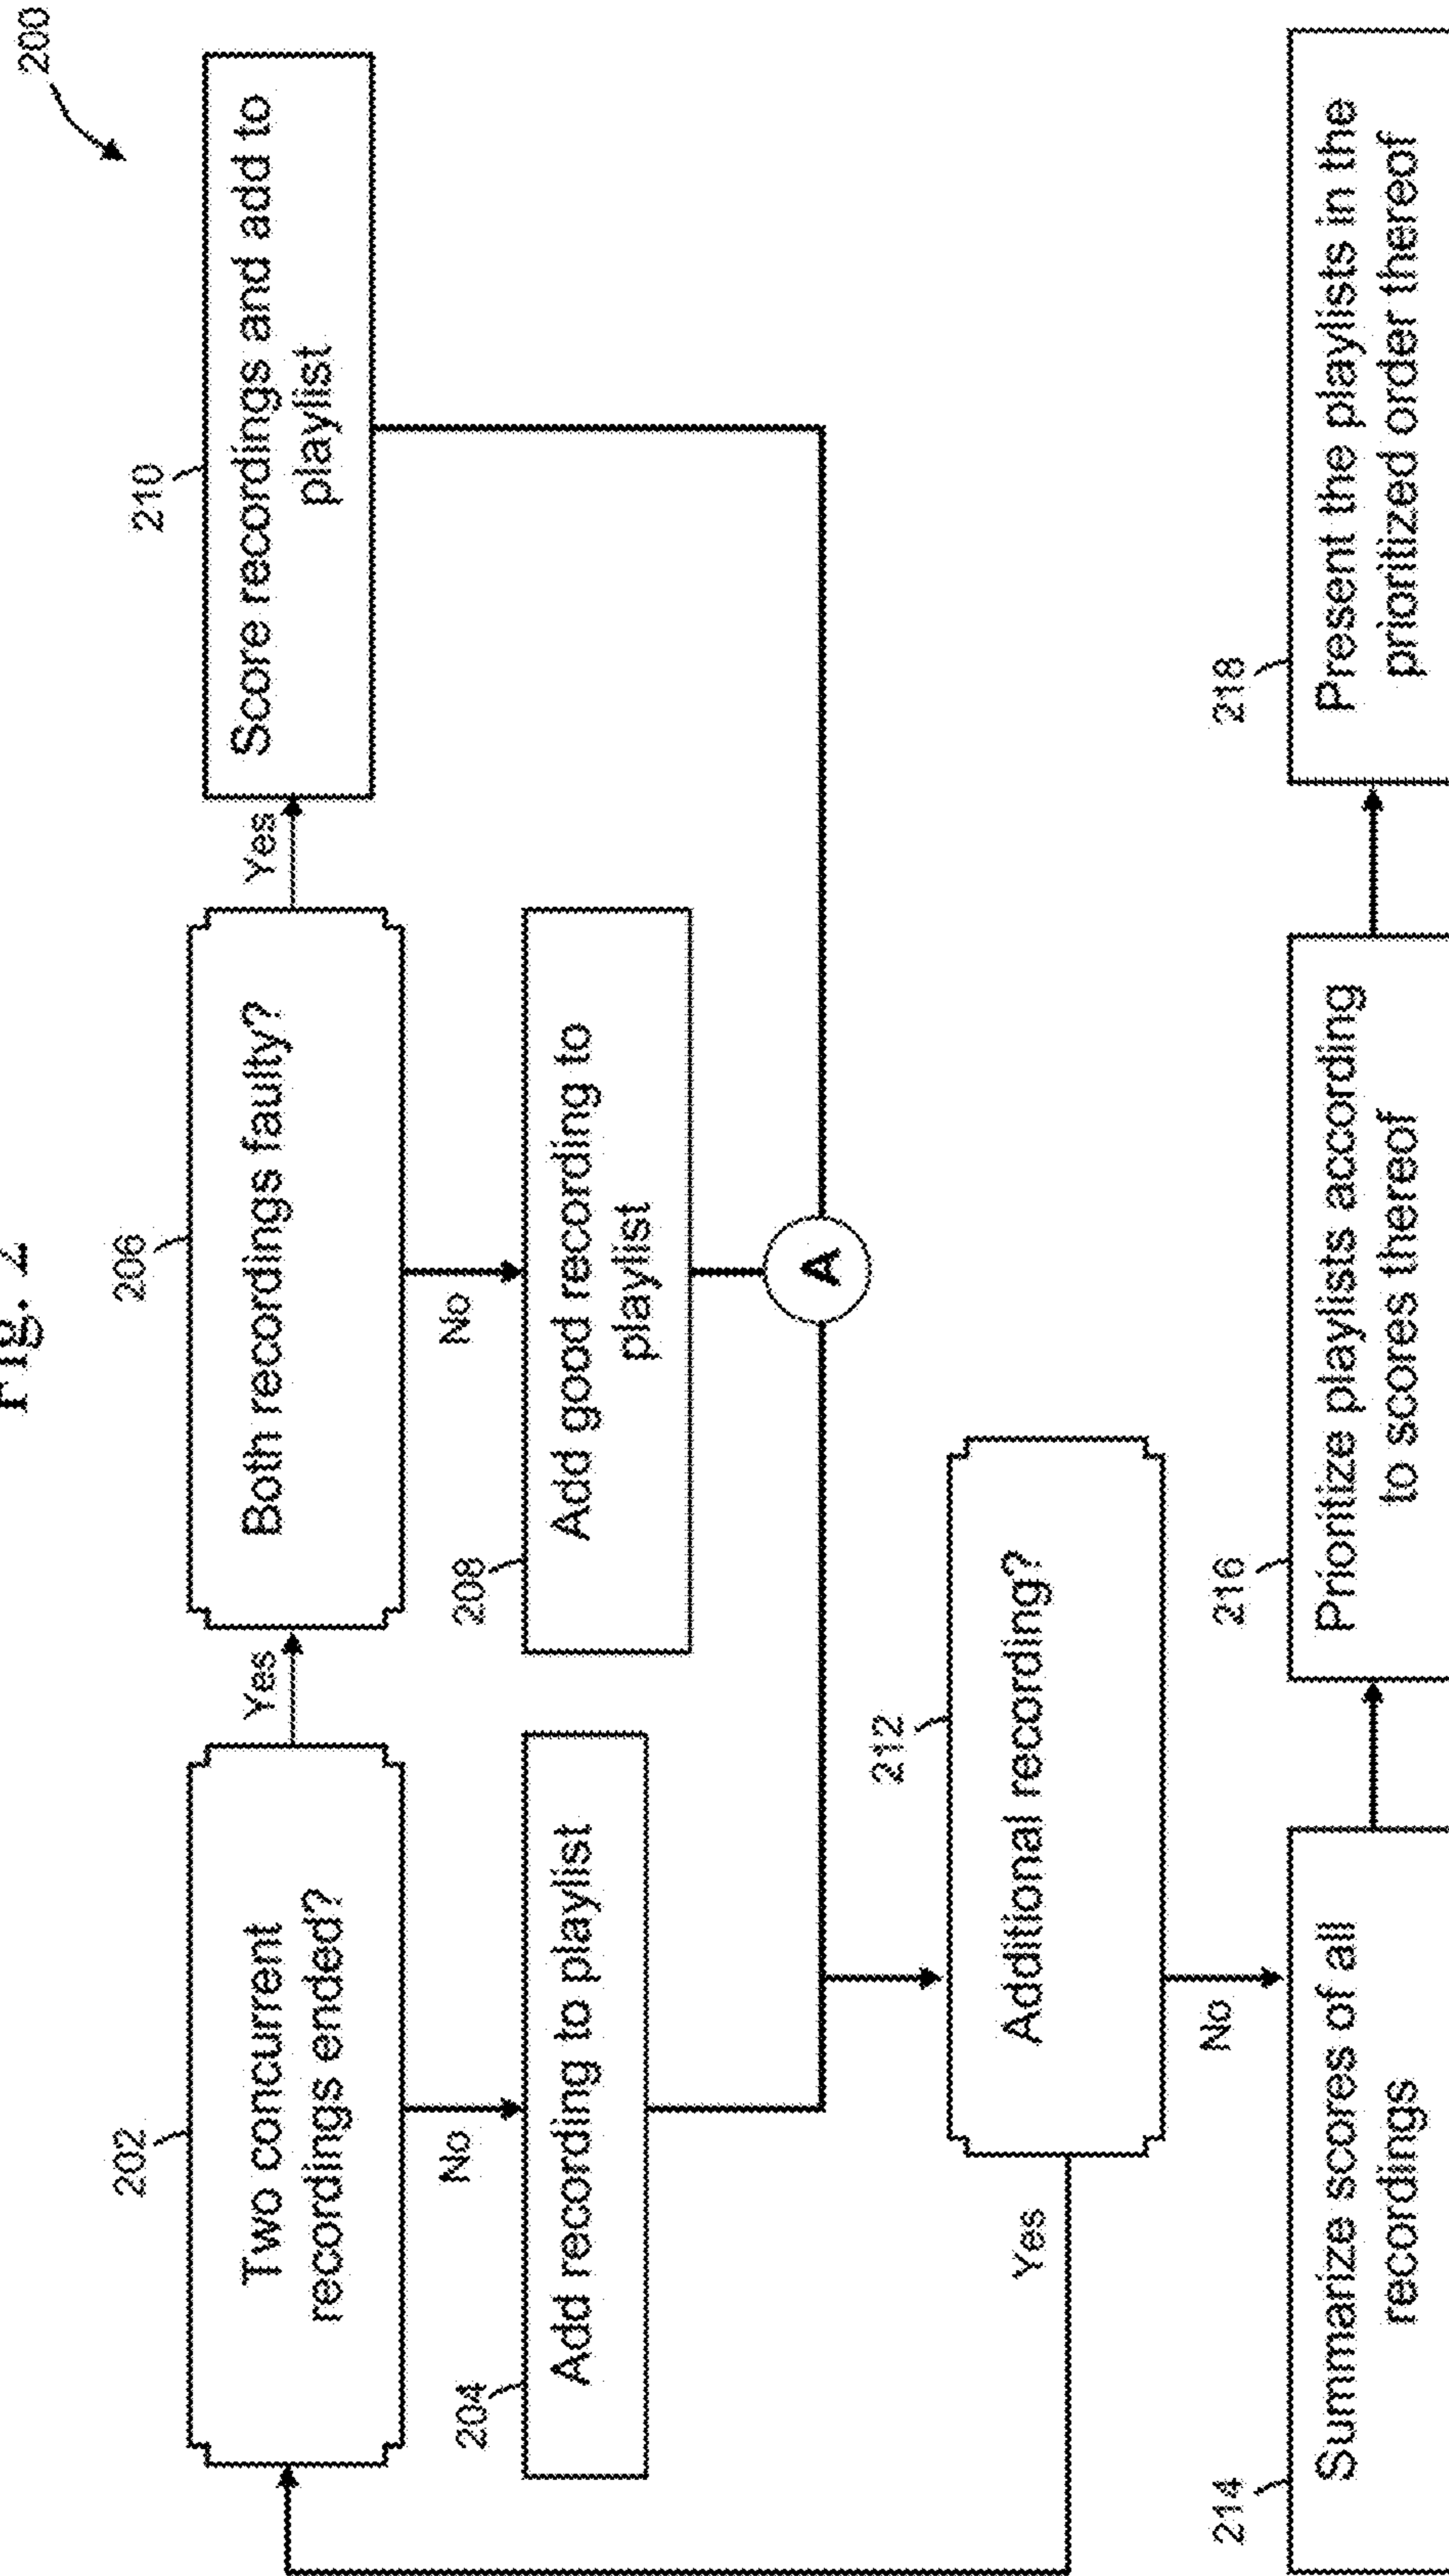 Fig. 2
200
202
Two concurrent
recordings ended?
Yes
206
Both recordings faulty?
Yes
210
Score recordings and add to
playlist
No
204
Add recording to playlist
No
208
Add good recording to
playlist
A
212
Additional recording?
Yes
No
214
Summarize scores of all
recordings
216
Prioritize playlists according
to scores thereof
218
Present the playlists in the
prioritized order thereof